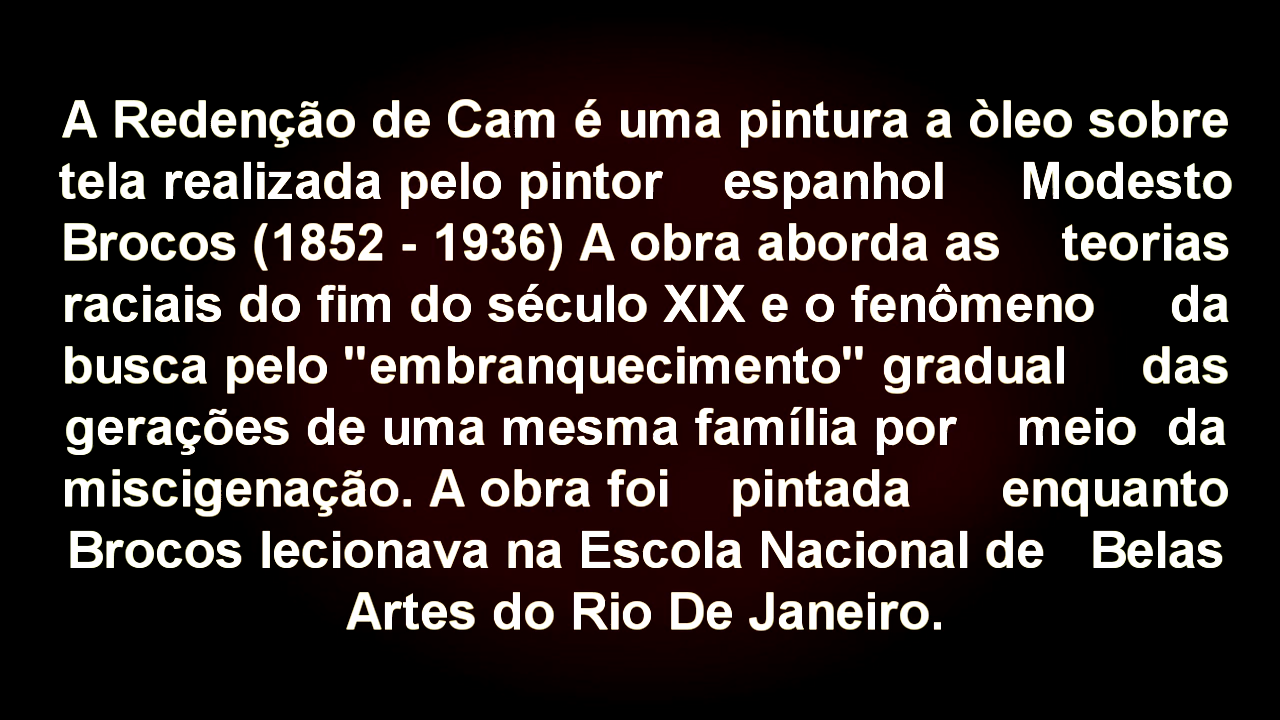 A Redenção de Cam é uma pintura a òleo sobre
tela realizada pelo pintor espanhol Modesto
Brocos (1852 - 1936) A obra aborda as teorias
raciais do fim do século XIX e o fenômeno da
busca pelo "embranquecimento" gradual das
gerações de uma mesma família por meio da
miscigenação. A obra foi pintada enquanto
Brocos lecionava na Escola Nacional de Belas
Artes do Rio De Janeiro.